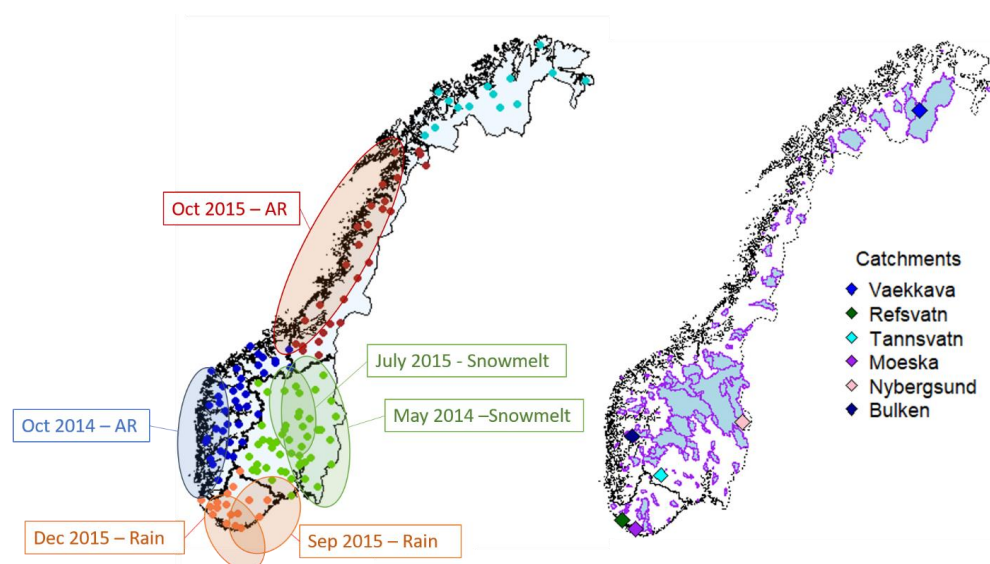 Oct 2015 – AR
July 2015 - Snowmelt
May 2014 –Snowmelt
Oct 2014 – AR
Dec 2015 – Rain
Sep 2015 – Rain
Catchments
Vaekkava
Refsvatn
Tannsvatn
Moeska
Nybergsund
Bulken